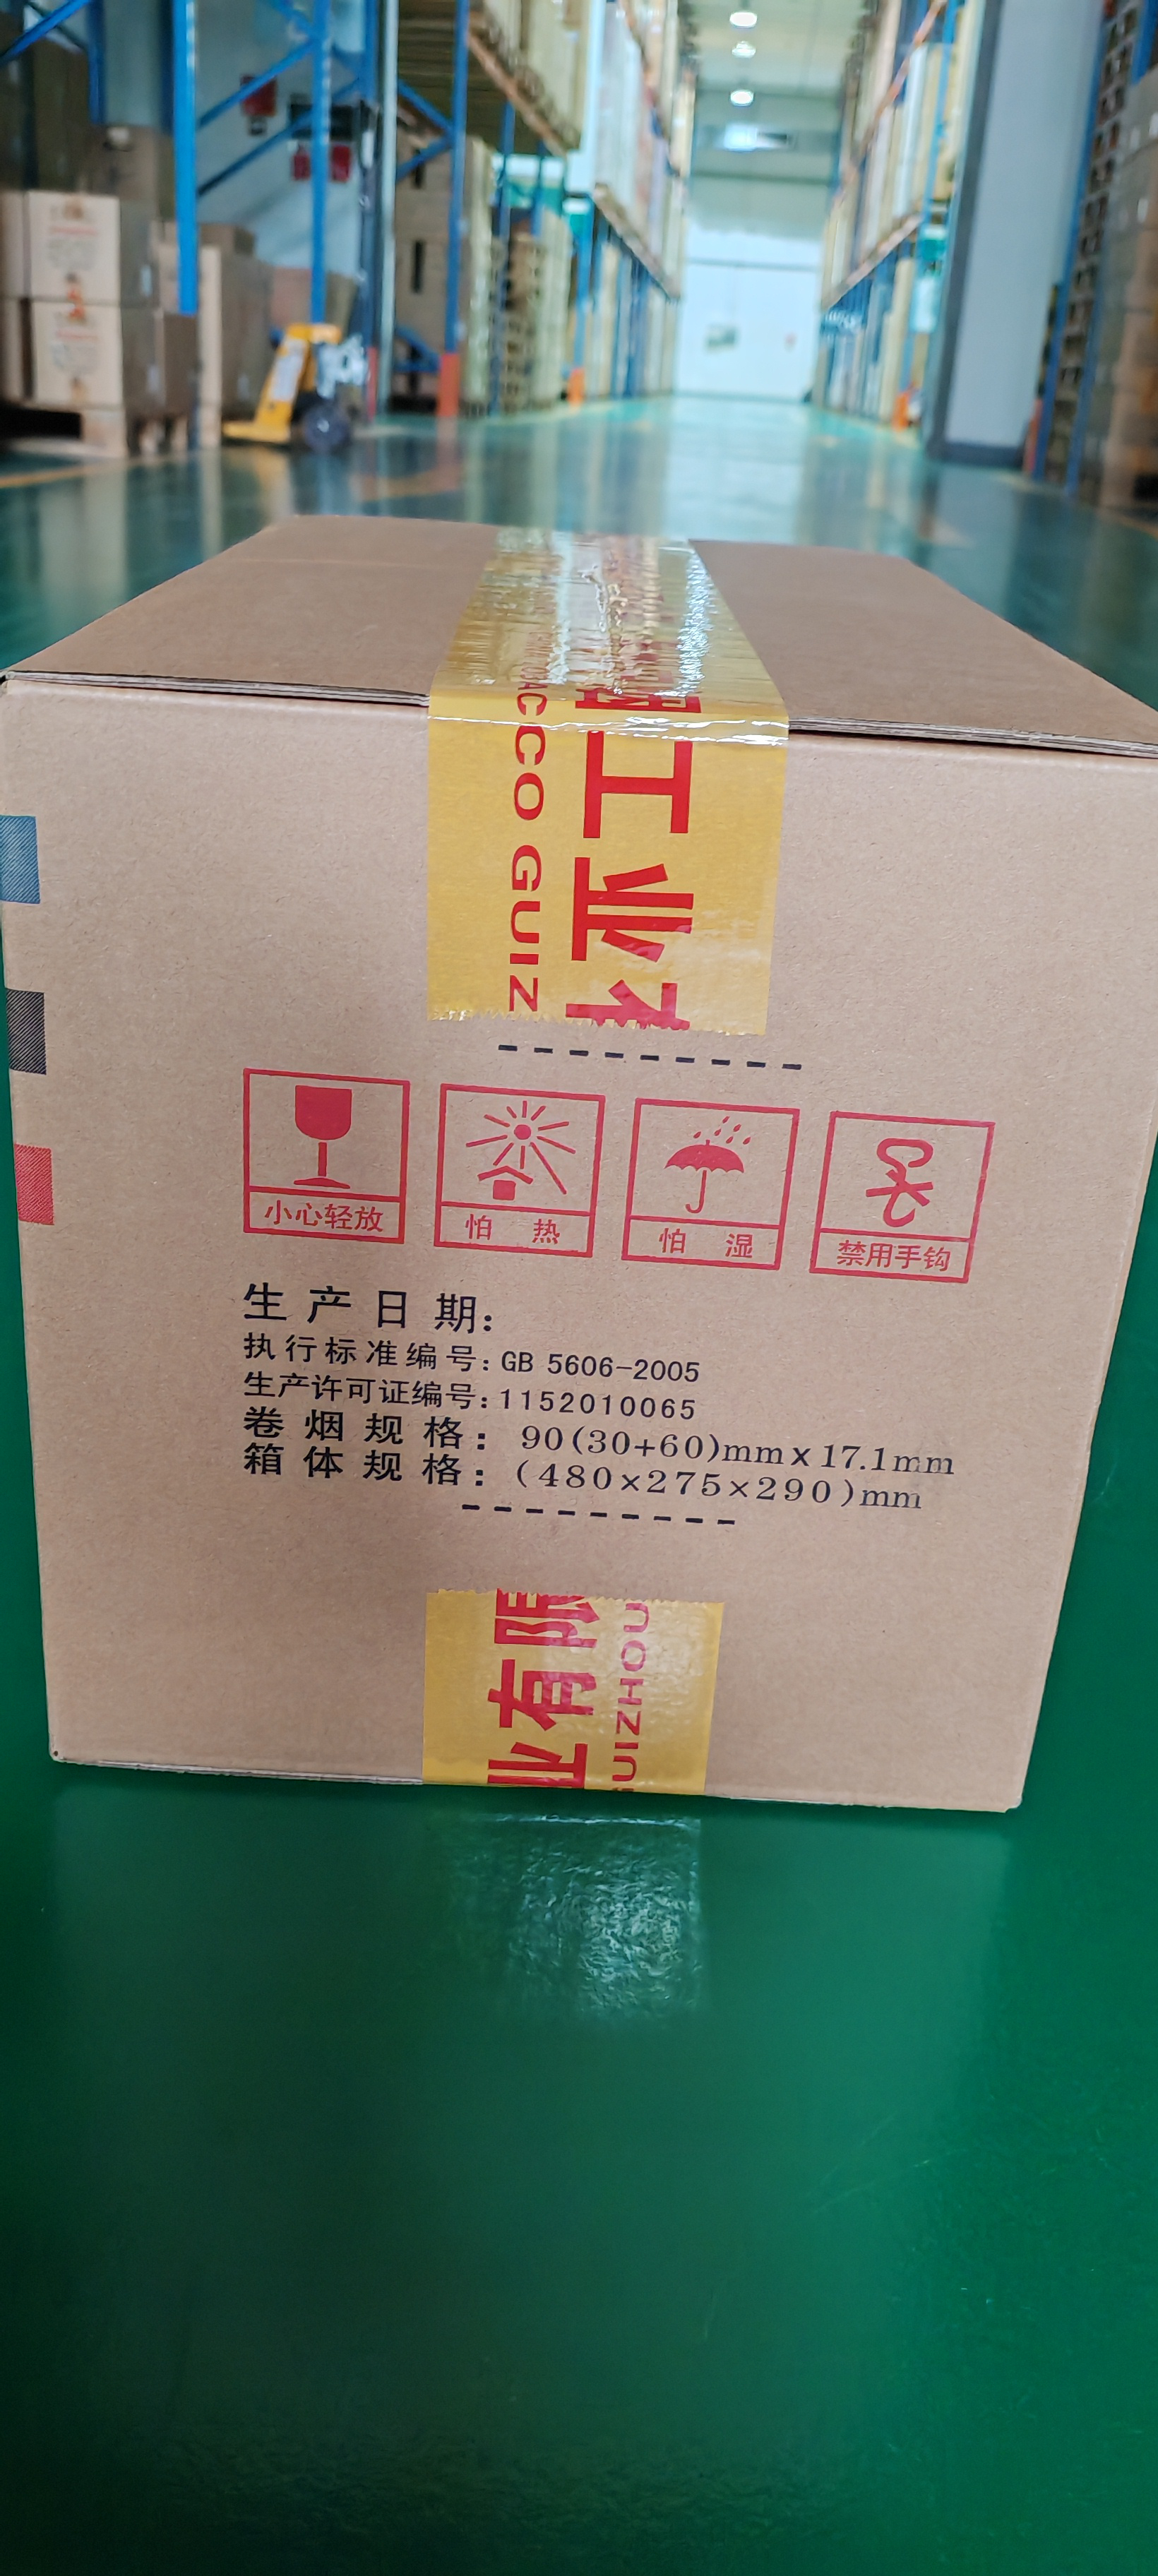 工业有
ACCO GUIZ
小心轻放
怕 热
怕 湿
禁用手钩
生产日期:
执行标准编号:GB 5606-2005
生产许可证编号:1152010065
卷烟规格: 90(30+60)mm×17.1mm
箱体规格:(480×275×290)mm
业有限
GUIZHOU